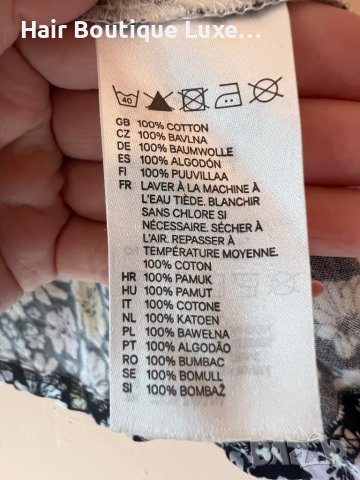 Hair Boutique Luxe...
40
GB 100% COTTON
CZ 100% BAVLNA
DE 100% BAUMWOLLE
ES 100% ALGODÓN
FI 100% PUUVILLAA
FR LAVER À LA MACHINE À
L'EAU TIÈDE. BLANCHIR
SANS CHLORE SI
NÉCESSAIRE. SÉCHER À
L'AIR. REPASSER À
TEMPÉRATURE MOYENNE.
100% COTON
HR 100% PAMUK
HU 100% PAMUT
IT 100% COTONE
NL 100% KATOEN
PL 100% BAWEŁNA
PT 100% ALGODÃO
RO 100% BUMBAC
SE 100% BOMULL
SI 100% BOMBAŽ
BAZAR